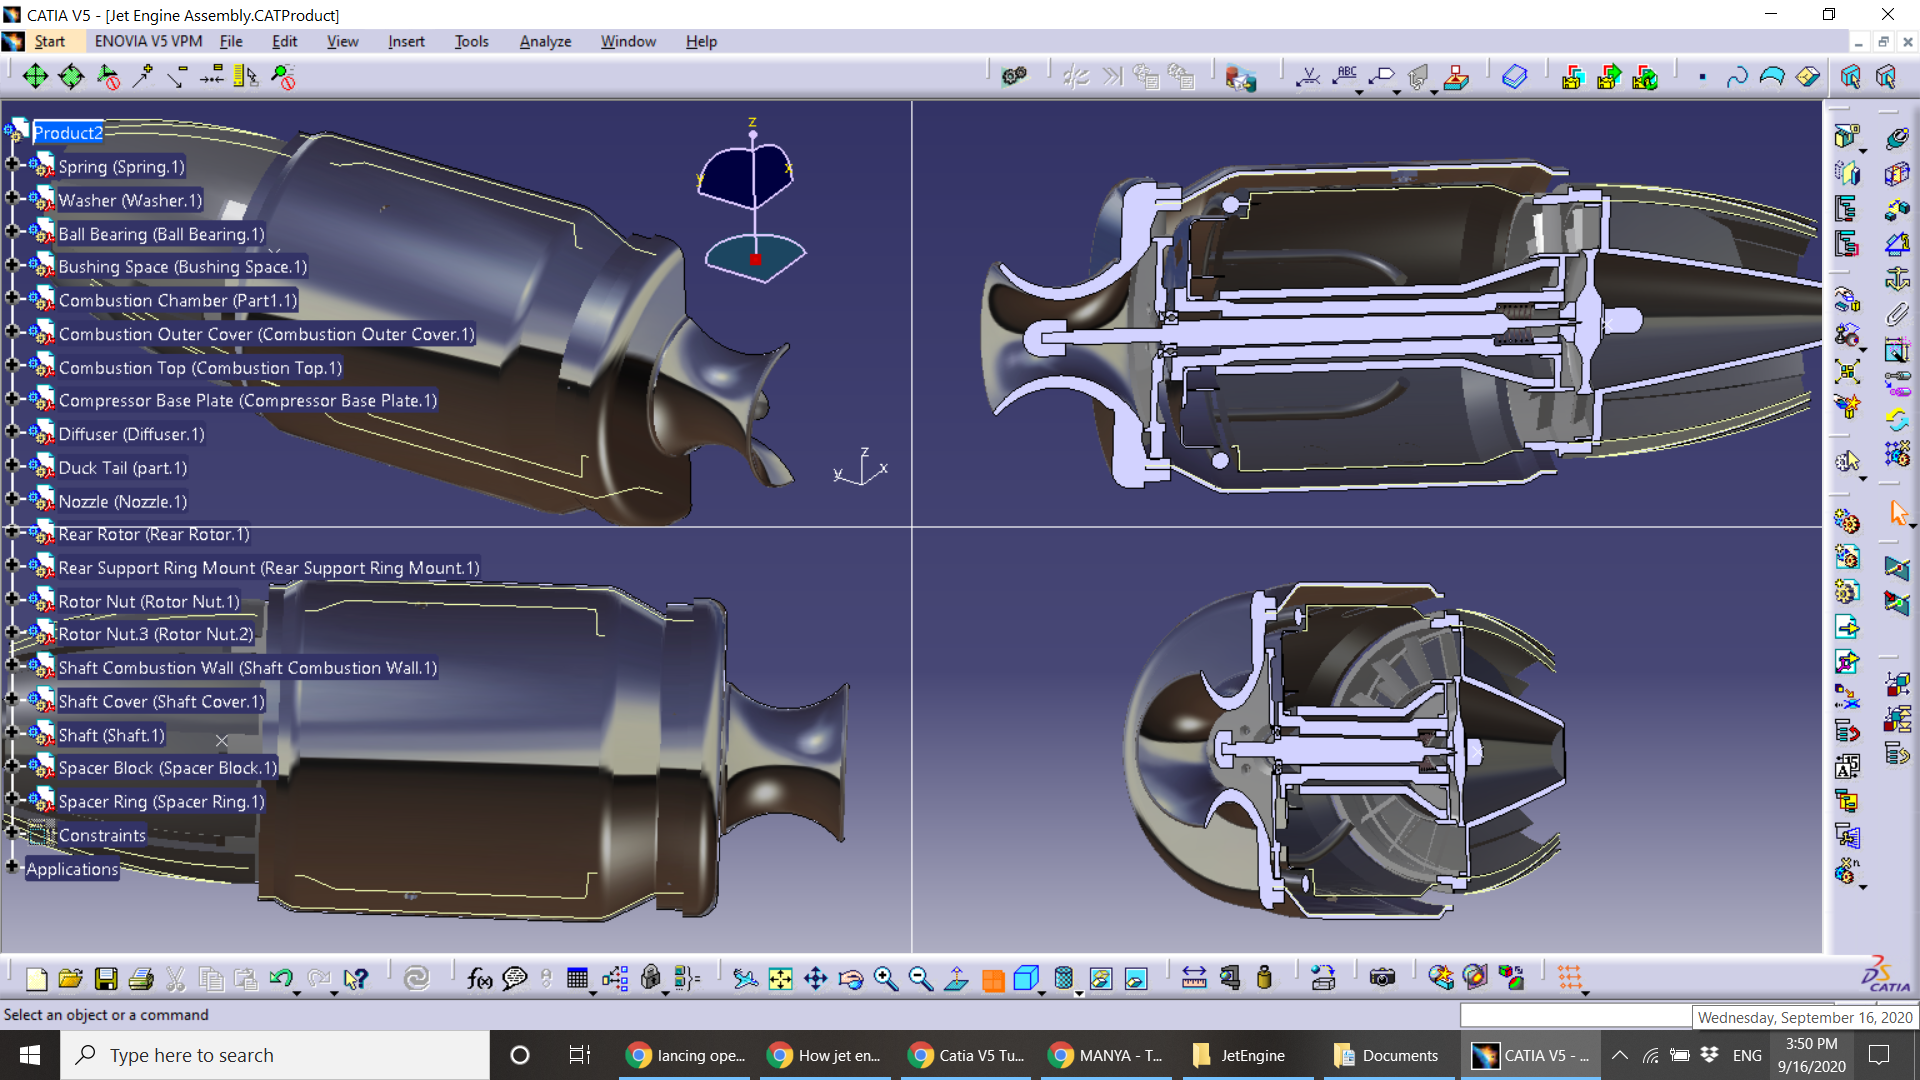 CATIA V5 - [Jet Engine Assembly.CATProduct]
Start ENOVIA V5 VPM File Edit View Insert Tools Analyze Window Help
ABC
Product2
Spring (Spring.1)
Washer (Washer.1)
Ball Bearing (Ball Bearing.1)
Bushing Space (Bushing Space.1)
Combustion Chamber (Part1.1)
Combustion Outer Cover (Combustion Outer Cover.1)
Combustion Top (Combustion Top.1)
Compressor Base Plate (Compressor Base Plate.1)
Diffuser (Diffuser.1)
Duck Tail (part.1)
Nozzle (Nozzle.1)
Rear Rotor (Rear Rotor.1)
Rear Support Ring Mount (Rear Support Ring Mount.1)
Rotor Nut (Rotor Nut.1)
Rotor Nut.3 (Rotor Nut.2)
Shaft Combustion Wall (Shaft Combustion Wall.1)
Shaft Cover (Shaft Cover.1)
Shaft (Shaft.1)
Spacer Block (Spacer Block.1)
Spacer Ring (Spacer Ring.1)
Constraints
Applications
z
x
y
z
y
x
f(x)
CATIA
Select an object or a command
Wednesday, September 16, 2020
Type here to search
lancing ope...
How jet en...
Catia V5 Tu...
MANYA - T...
JetEngine
Documents
CATIA V5 - ...
ENG
3:50 PM
9/16/2020